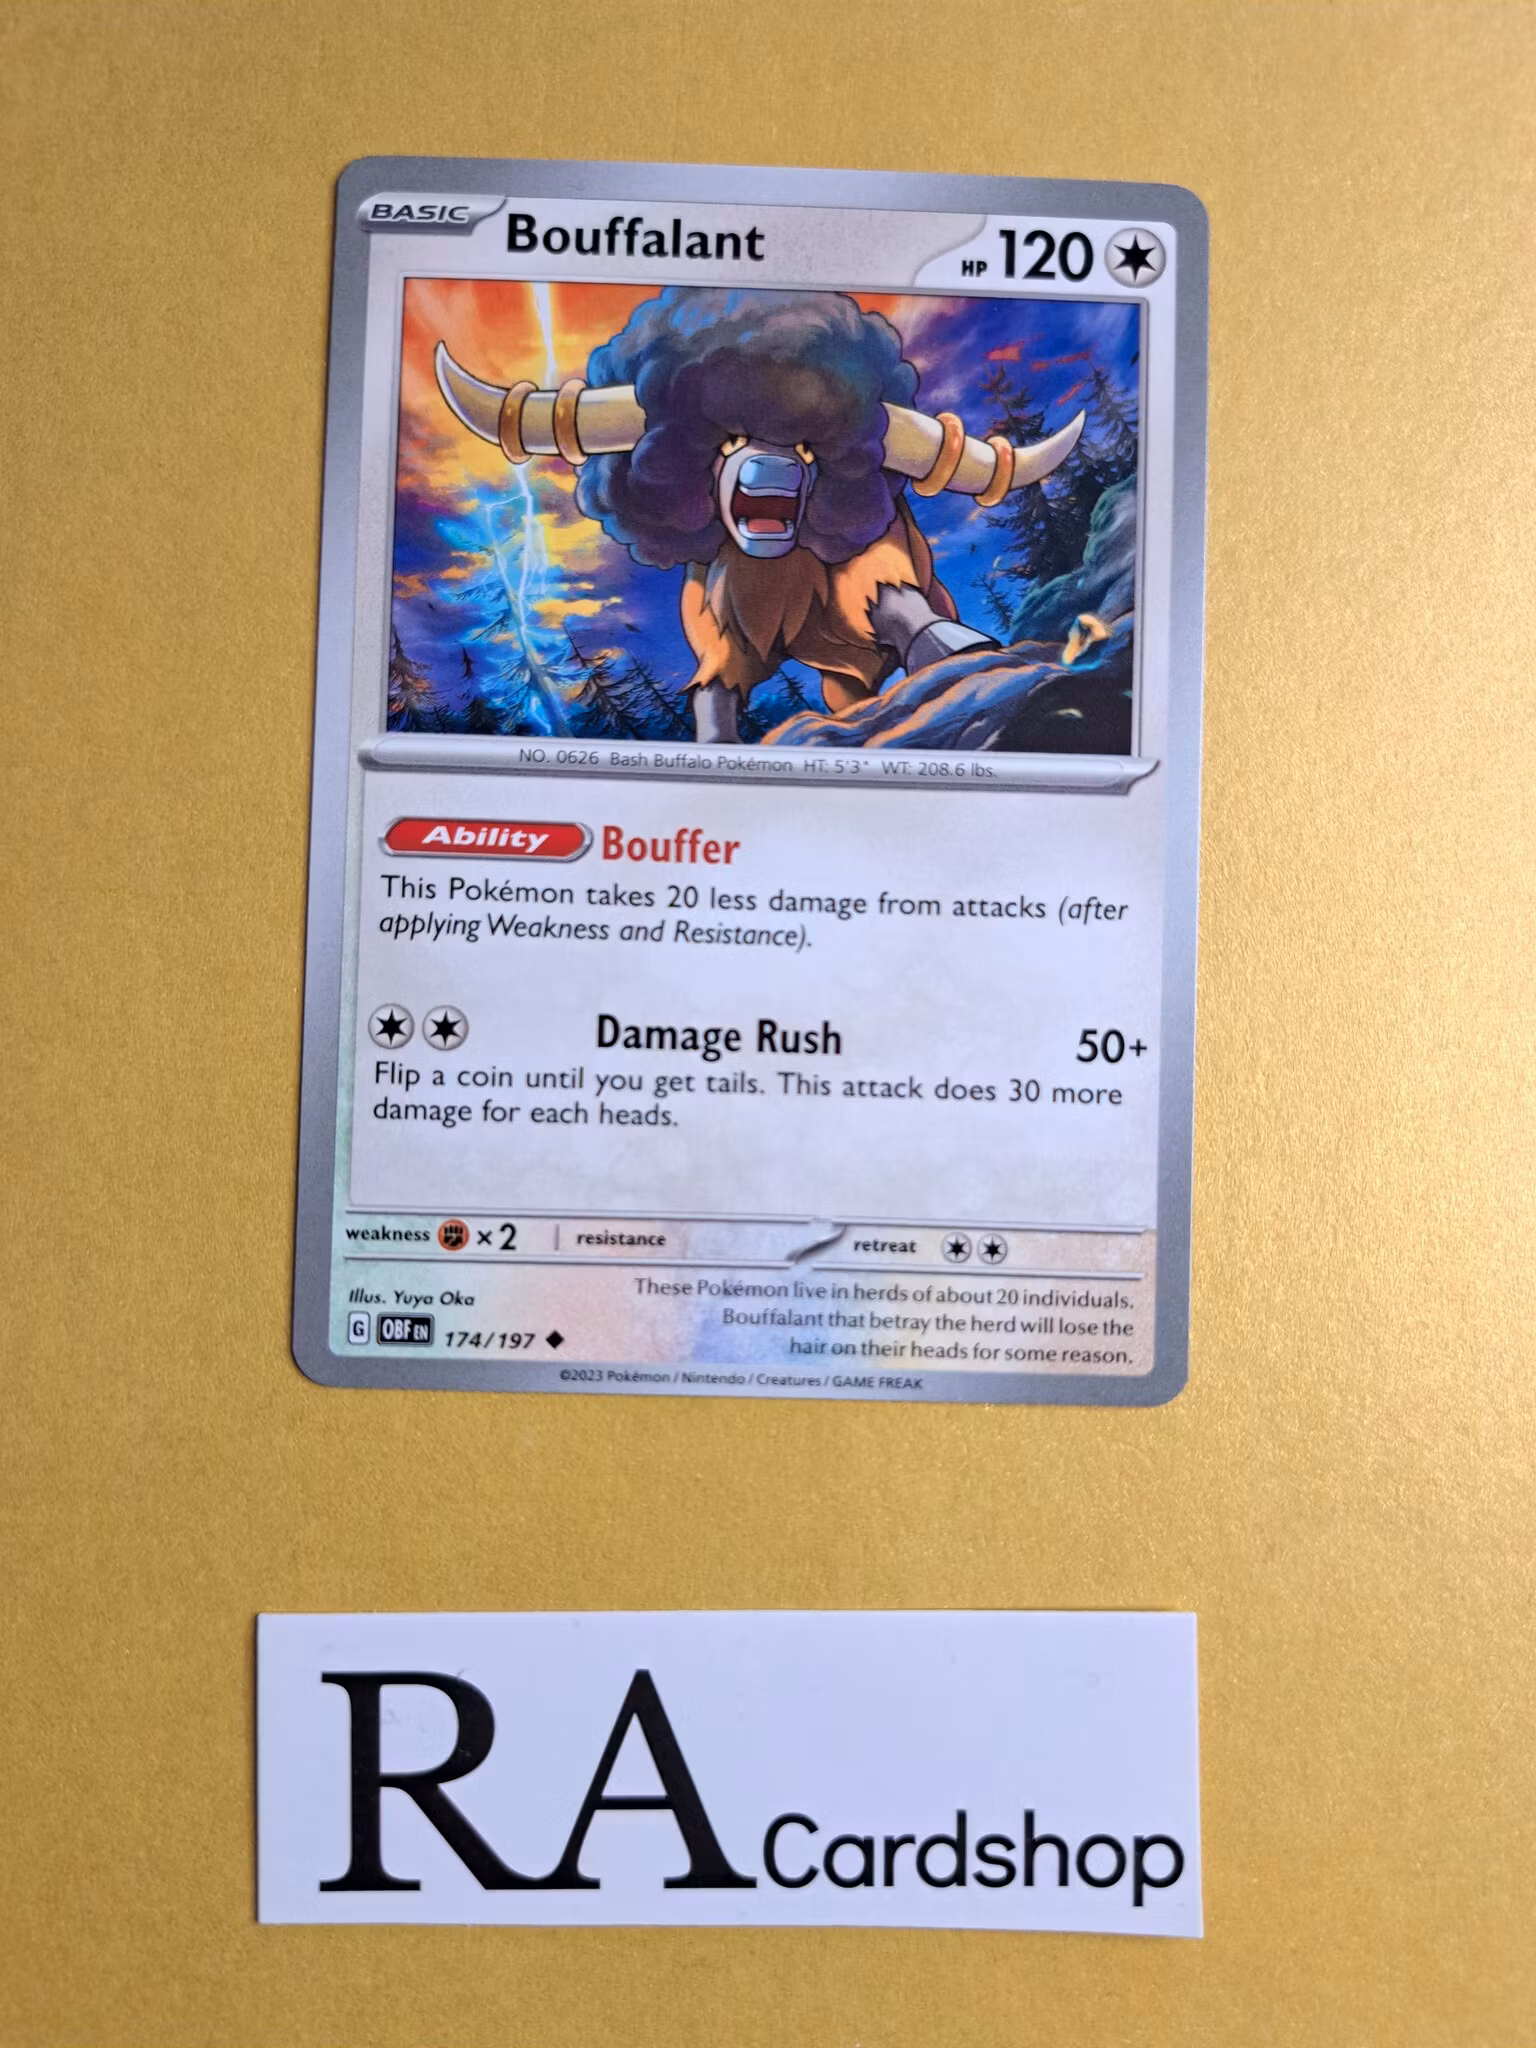 BASIC Bouffalant HP 120
NO. 0626 Bash Buffalo Pokémon HT: 5'3" WT: 208.6 lbs.
Ability Bouffer
This Pokémon takes 20 less damage from attacks (after
applying Weakness and Resistance).
Damage Rush 50+
Flip a coin until you get tails. This attack does 30 more
damage for each heads.
weakness ×2 resistance retreat
Illus. Yuya Oka
G OBF EN 174/197
These Pokémon live in herds of about 20 individuals.
Bouffalant that betray the herd will lose the
hair on their heads for some reason.
©2023 Pokémon / Nintendo / Creatures / GAME FREAK
RA Cardshop